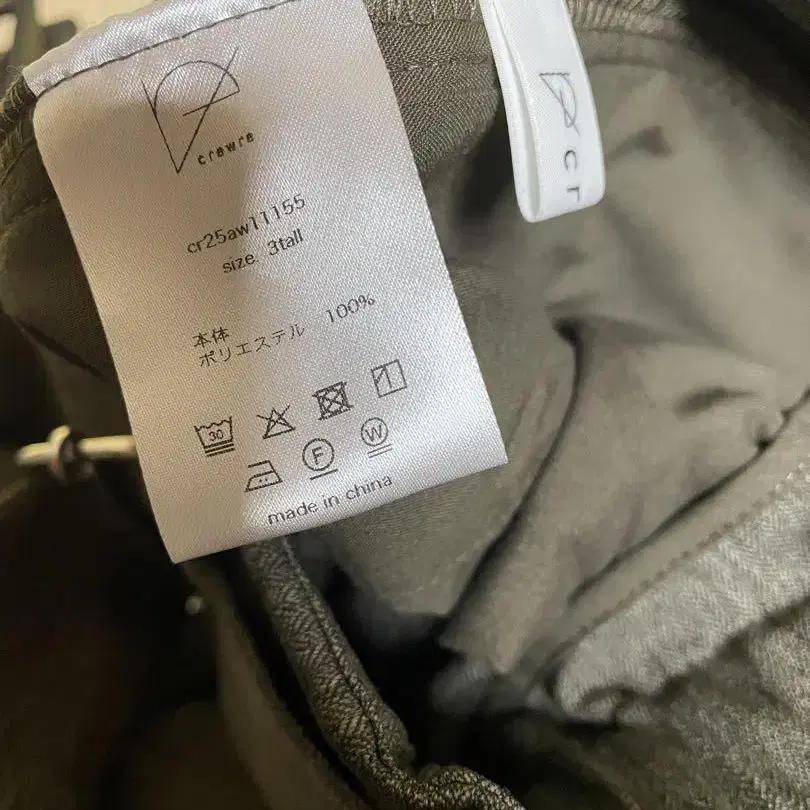 crewre
cr25awl1155
size. 3tall
本体
ポリエステル 100%
30
F
W
made in china
cr